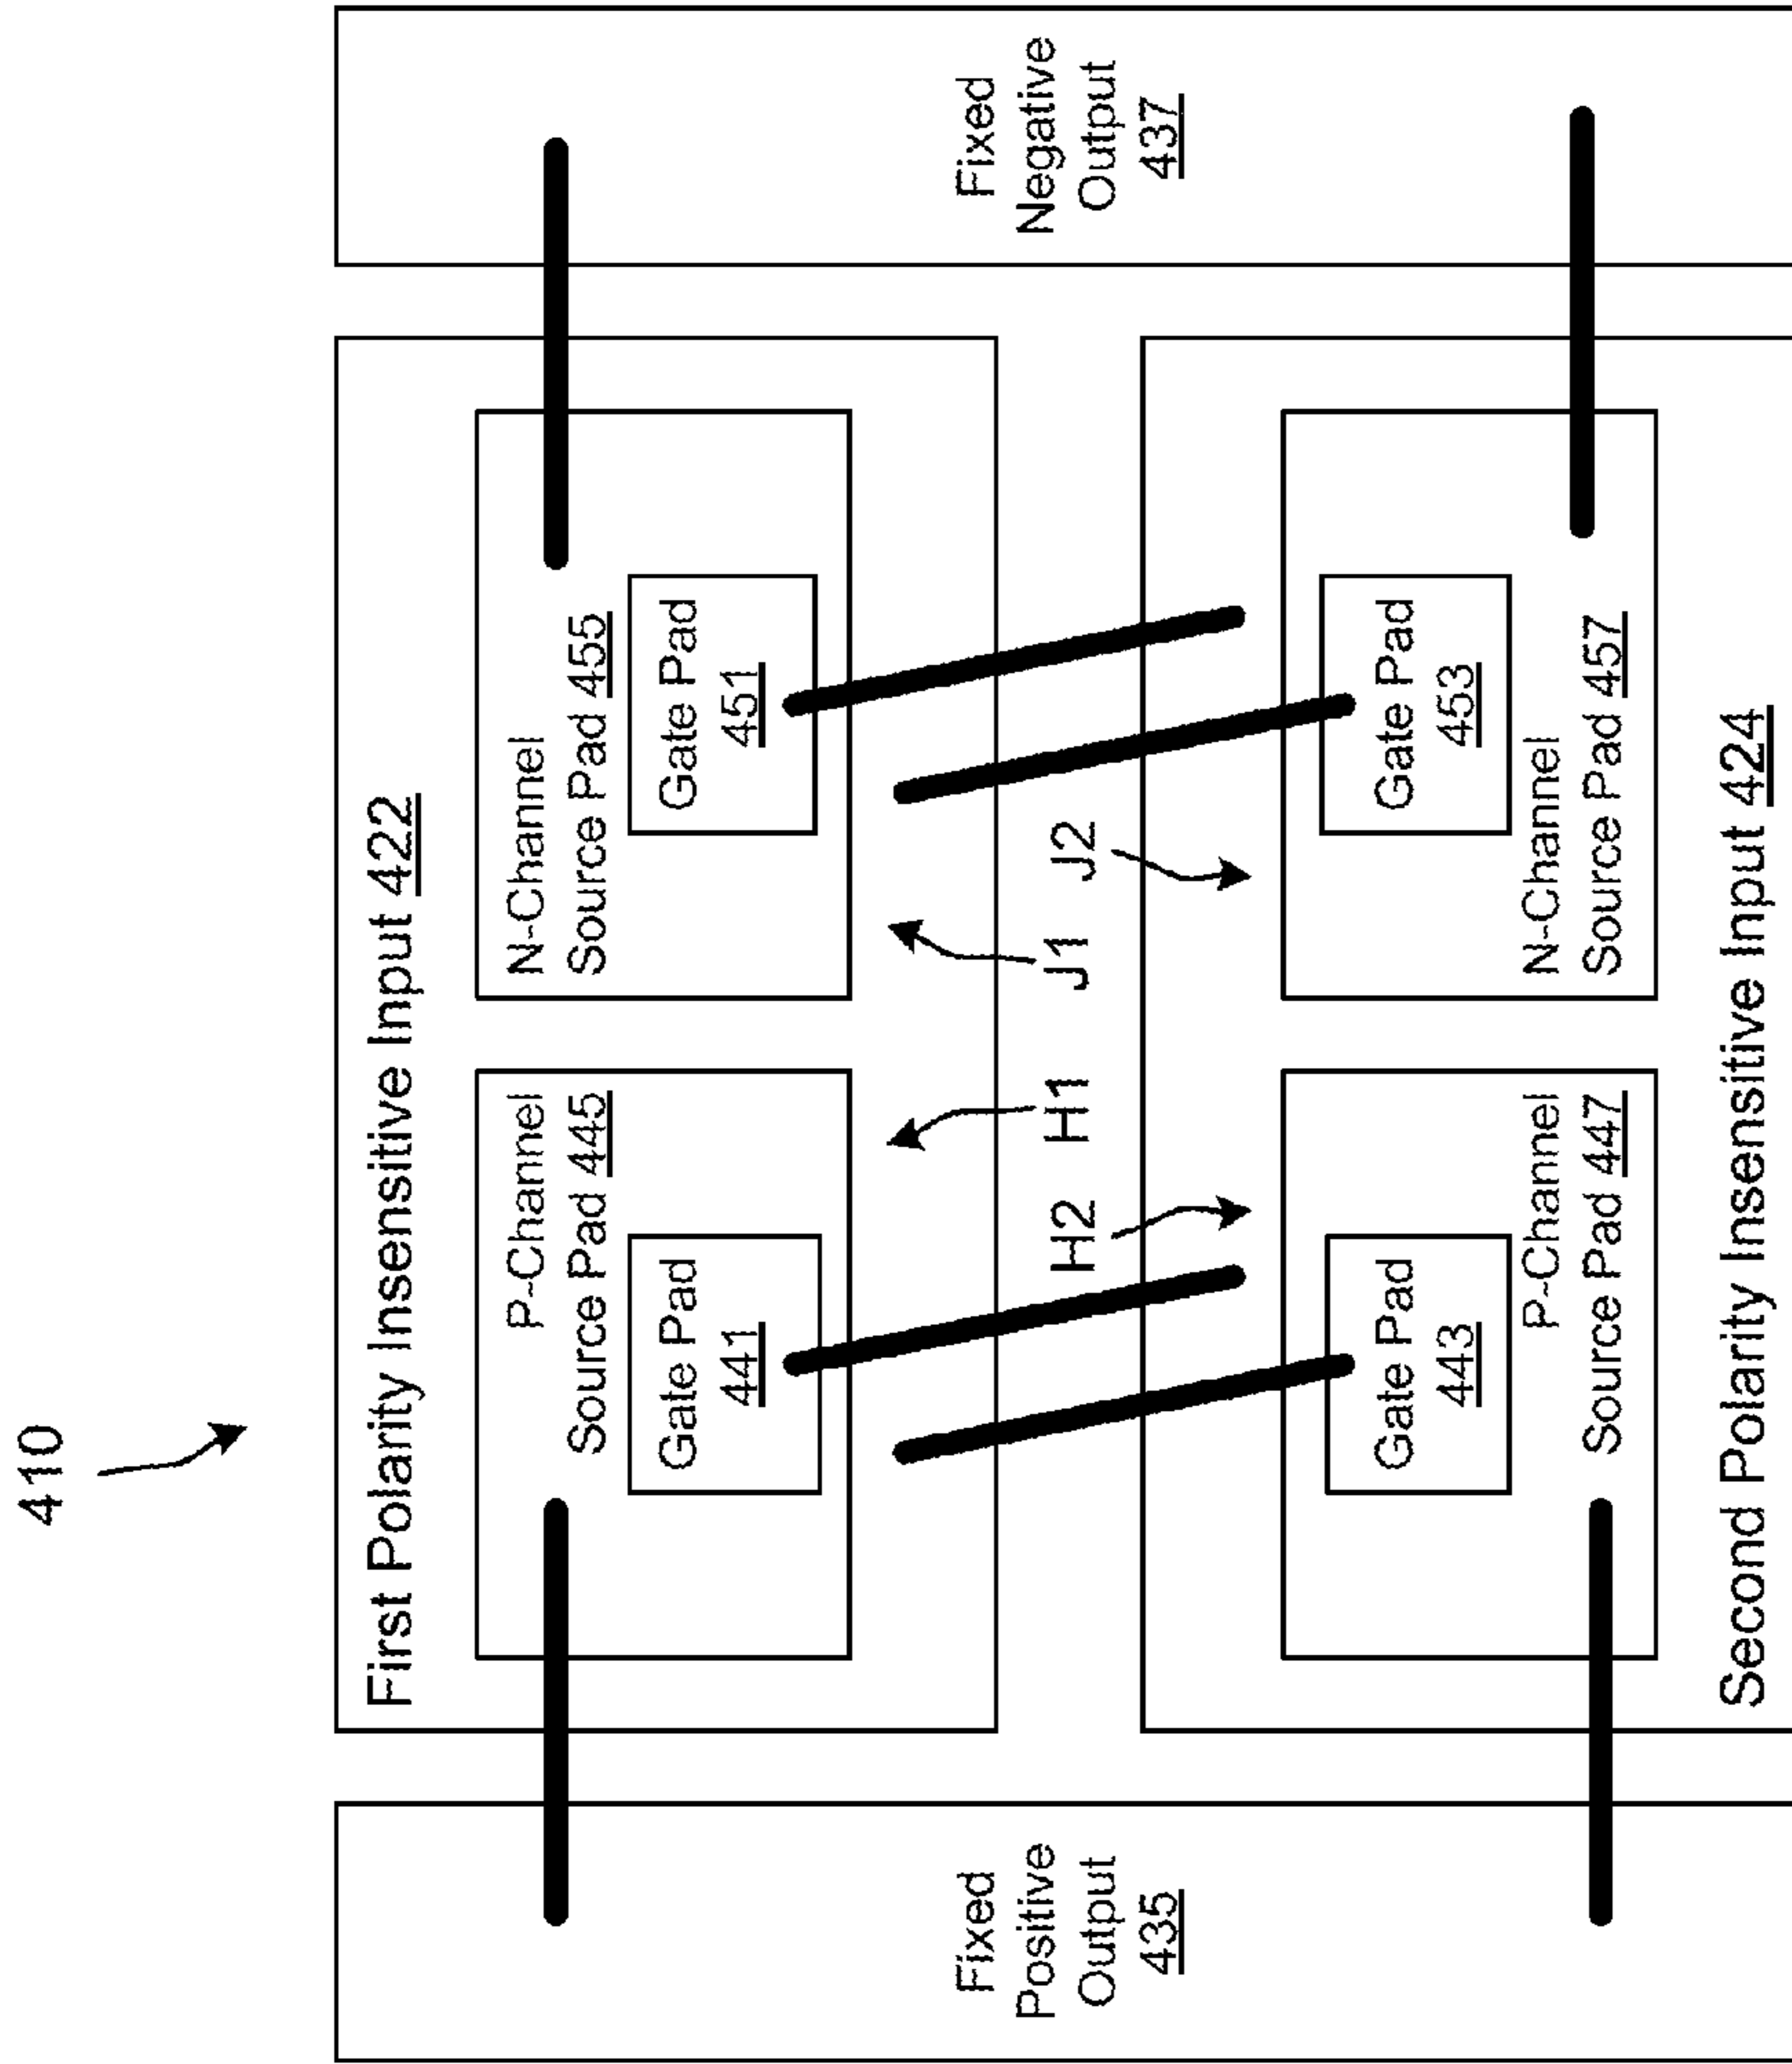 410
First Polarity Insensitive Input 422
P-Channel
Source Pad 445
Gate Pad
441
N-Channel
Source Pad 455
Gate Pad
451
Fixed
Positive
Output
435
H2
H1
J1
J2
Fixed
Negative
Output
437
Gate Pad
443
P-Channel
Source Pad 447
Gate Pad
453
N-Channel
Source Pad 457
Second Polarity Insensitive Input 424